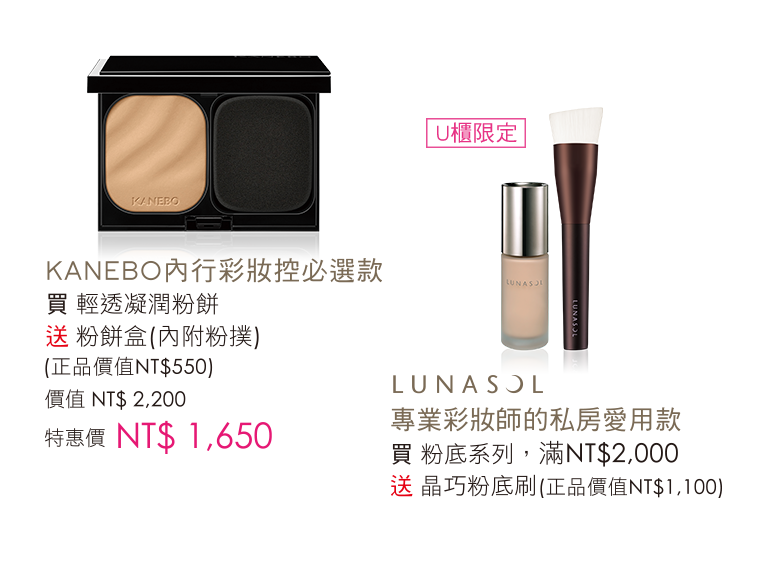 KANEBO
KANEBO內行彩妝控必選款
買 輕透凝潤粉餅
送 粉餅盒(內附粉撲)
(正品價值NT$550)
價值 NT$ 2,200
特惠價 NT$ 1,650
U櫃限定
LUNASOL
LUNASOL
LUNASOL
專業彩妝師的私房愛用款
買 粉底系列，滿NT$2,000
送 晶巧粉底刷(正品價值NT$1,100)